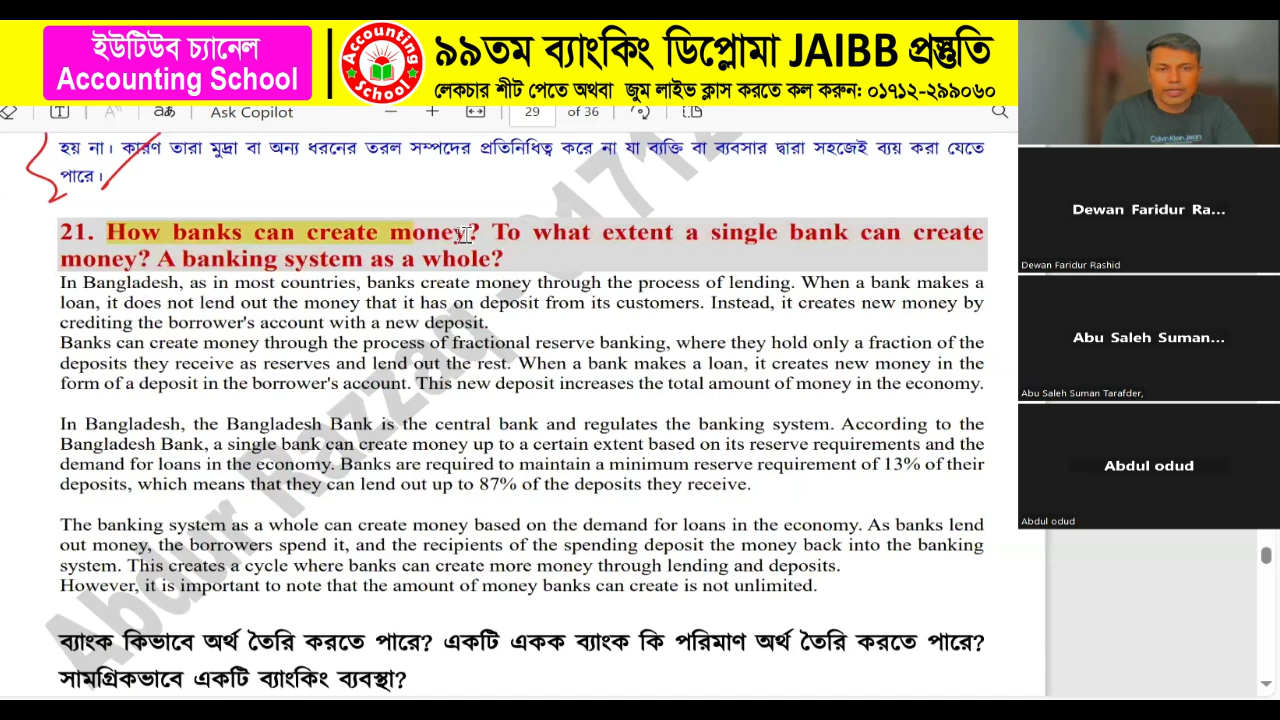 ইউটিউব চ্যানেল
Accounting School
Accounting
School
৯৯তম ব্যাংকিং ডিপ্লোমা JAIBB প্রস্তুতি
লেকচার শীট পেতে অথবা জুম লাইভ ক্লাস করতে কল করুন: ০১৭১২-২৯৯০৬০
Ask Copilot
29 of 36
হয় না। কারণ তারা মুদ্রা বা অন্য ধরনের তরল সম্পদের প্রতিনিধিত্ব করে না যা ব্যক্তি বা ব্যবসার দ্বারা সহজেই ব্যয় করা যেতে
পারে।
21. How banks can create money? To what extent a single bank can create
money? A banking system as a whole?
In Bangladesh, as in most countries, banks create money through the process of lending. When a bank makes a
loan, it does not lend out the money that it has on deposit from its customers. Instead, it creates new money by
crediting the borrower's account with a new deposit.
Banks can create money through the process of fractional reserve banking, where they hold only a fraction of the
deposits they receive as reserves and lend out the rest. When a bank makes a loan, it creates new money in the
form of a deposit in the borrower's account. This new deposit increases the total amount of money in the economy.
In Bangladesh, the Bangladesh Bank is the central bank and regulates the banking system. According to the
Bangladesh Bank, a single bank can create money up to a certain extent based on its reserve requirements and the
demand for loans in the economy. Banks are required to maintain a minimum reserve requirement of 13% of their
deposits, which means that they can lend out up to 87% of the deposits they receive.
The banking system as a whole can create money based on the demand for loans in the economy. As banks lend
out money, the borrowers spend it, and the recipients of the spending deposit the money back into the banking
system. This creates a cycle where banks can create more money through lending and deposits.
However, it is important to note that the amount of money banks can create is not unlimited.
ব্যাংক কিভাবে অর্থ তৈরি করতে পারে? একটি একক ব্যাংক কি পরিমাণ অর্থ তৈরি করতে পারে?
সামগ্রিকভাবে একটি ব্যাংকিং ব্যবস্থা?
Abdur Razzaq - 01712
Calvin Klein Jeans
Dewan Faridur Ra...
Dewan Faridur Rashid
Abu Saleh Suman...
Abu Saleh Suman Tarafder,
Abdul odud
Abdul odud